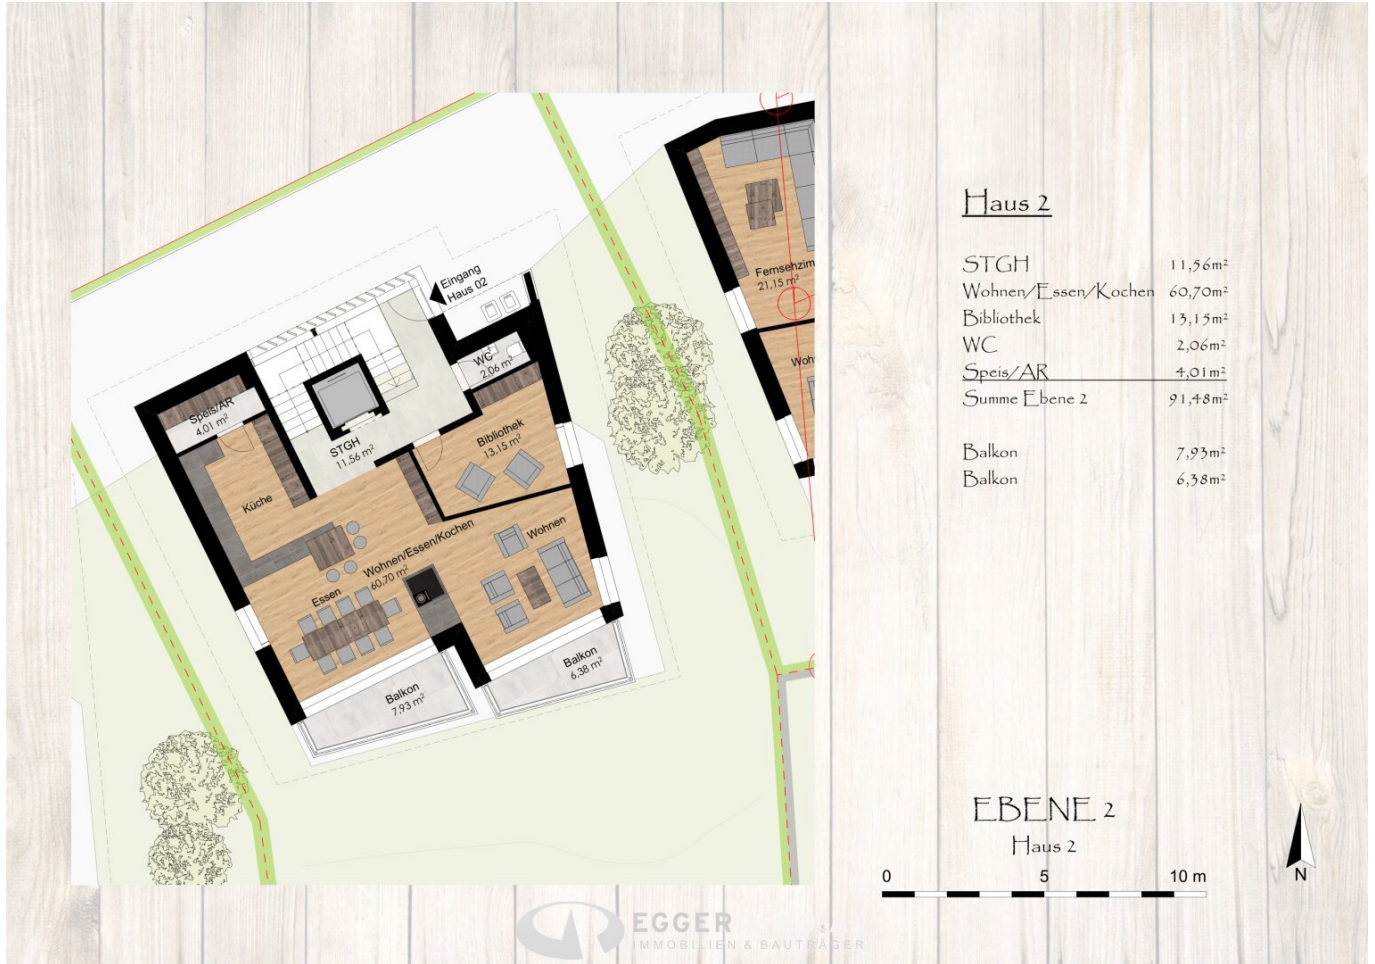 Eingang
Haus 02
Fernsehzim
21,15 m²
Woh
WC
2,06 m²
Speis/AR
4,01 m²
STGH
11,56 m²
Bibliothek
13,15 m²
Küche
Wohnen/Essen/Kochen
60,70 m²
Wohnen
Essen
Balkon
6,38 m²
Balkon
7,93 m²
Haus 2
STGH 11,56m²
Wohnen/Essen/Kochen 60,70m²
Bibliothek 13,15m²
WC 2,06m²
Speis/AR 4,01m²
Summe Ebene 2 91,48m²
Balkon 7,93m²
Balkon 6,38m²
EBENE 2
Haus 2
0 5 10 m
N
EGGER
IMMOBILIEN & BAUTRÄGER